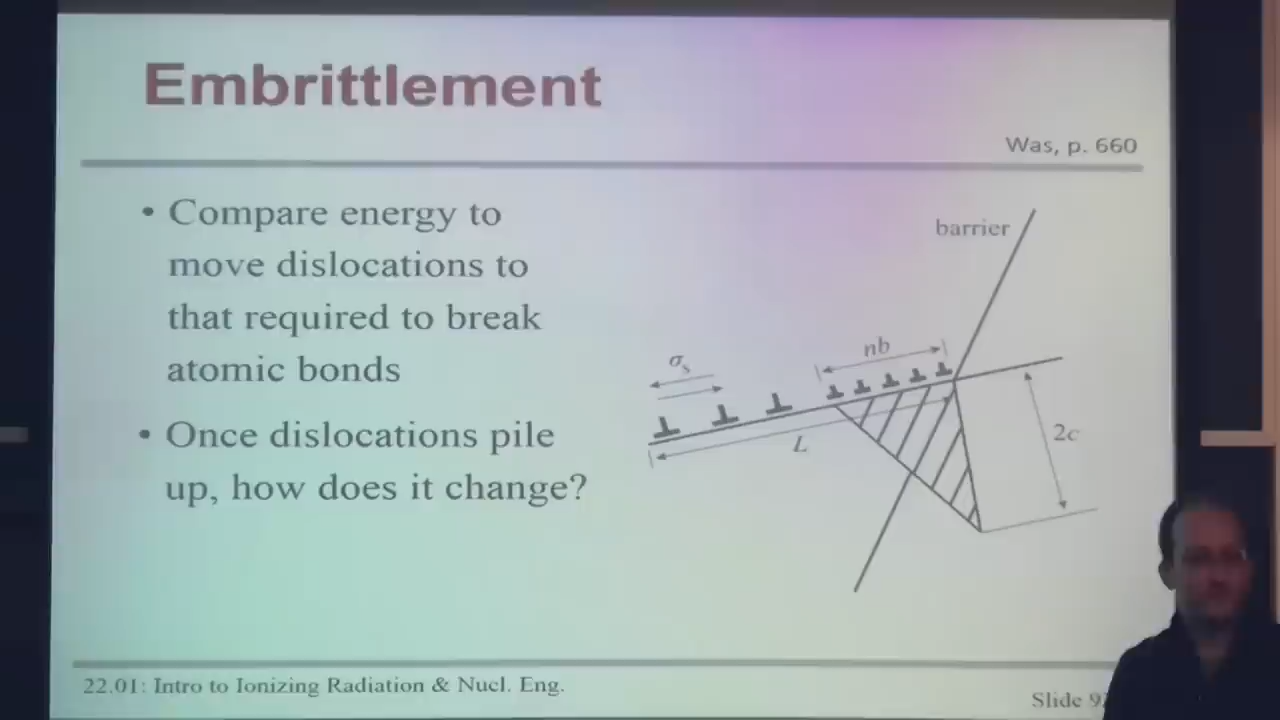 Embrittlement
Was, p. 660
• Compare energy to
move dislocations to
that required to break
atomic bonds
• Once dislocations pile
up, how does it change?
barrier
nb
σs
L
2c
22.01: Intro to Ionizing Radiation & Nucl. Eng.
Slide